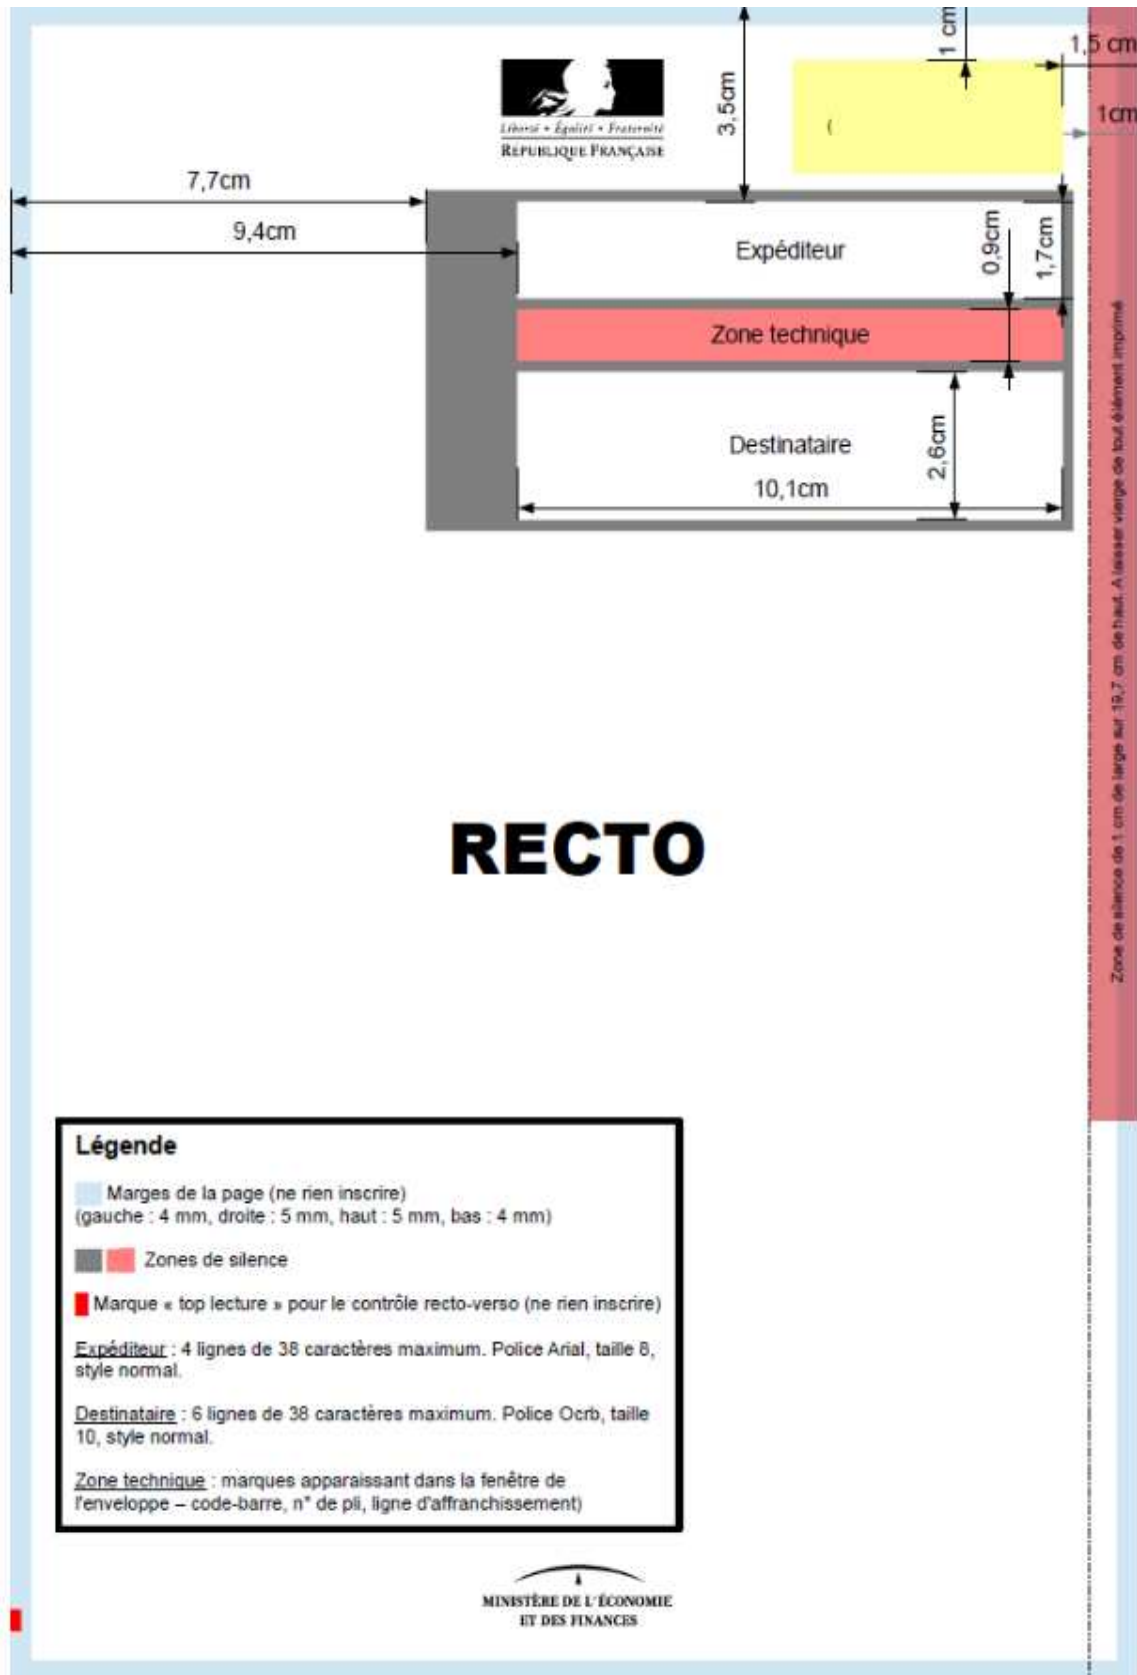 1 cm
1,5 cm
3,5cm
1cm
(
Liberté • Égalité • Fraternité
RÉPUBLIQUE FRANÇAISE
7,7cm
9,4cm
Expéditeur
0,9cm
1,7cm
Zone technique
Destinataire
2,6cm
10,1cm
Zone de silence de 1 cm de large sur 19,7 cm de haut. A laisser vierge de tout élément imprimé
RECTO
Légende
Marges de la page (ne rien inscrire)
(gauche : 4 mm, droite : 5 mm, haut : 5 mm, bas : 4 mm)
Zones de silence
Marque « top lecture » pour le contrôle recto-verso (ne rien inscrire)
Expéditeur : 4 lignes de 38 caractères maximum. Police Arial, taille 8,
style normal.
Destinataire : 6 lignes de 38 caractères maximum. Police Ocrb, taille
10, style normal.
Zone technique : marques apparaissant dans la fenêtre de
l'enveloppe – code-barre, n° de pli, ligne d'affranchissement)
MINISTÈRE DE L'ÉCONOMIE
ET DES FINANCES